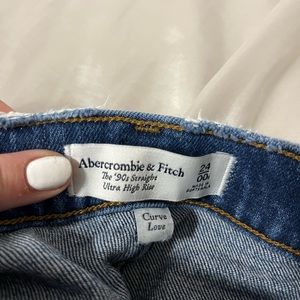 Abercrombie & Fitch
The '90s Straight
Ultra High Rise
24
00
Curve
Love